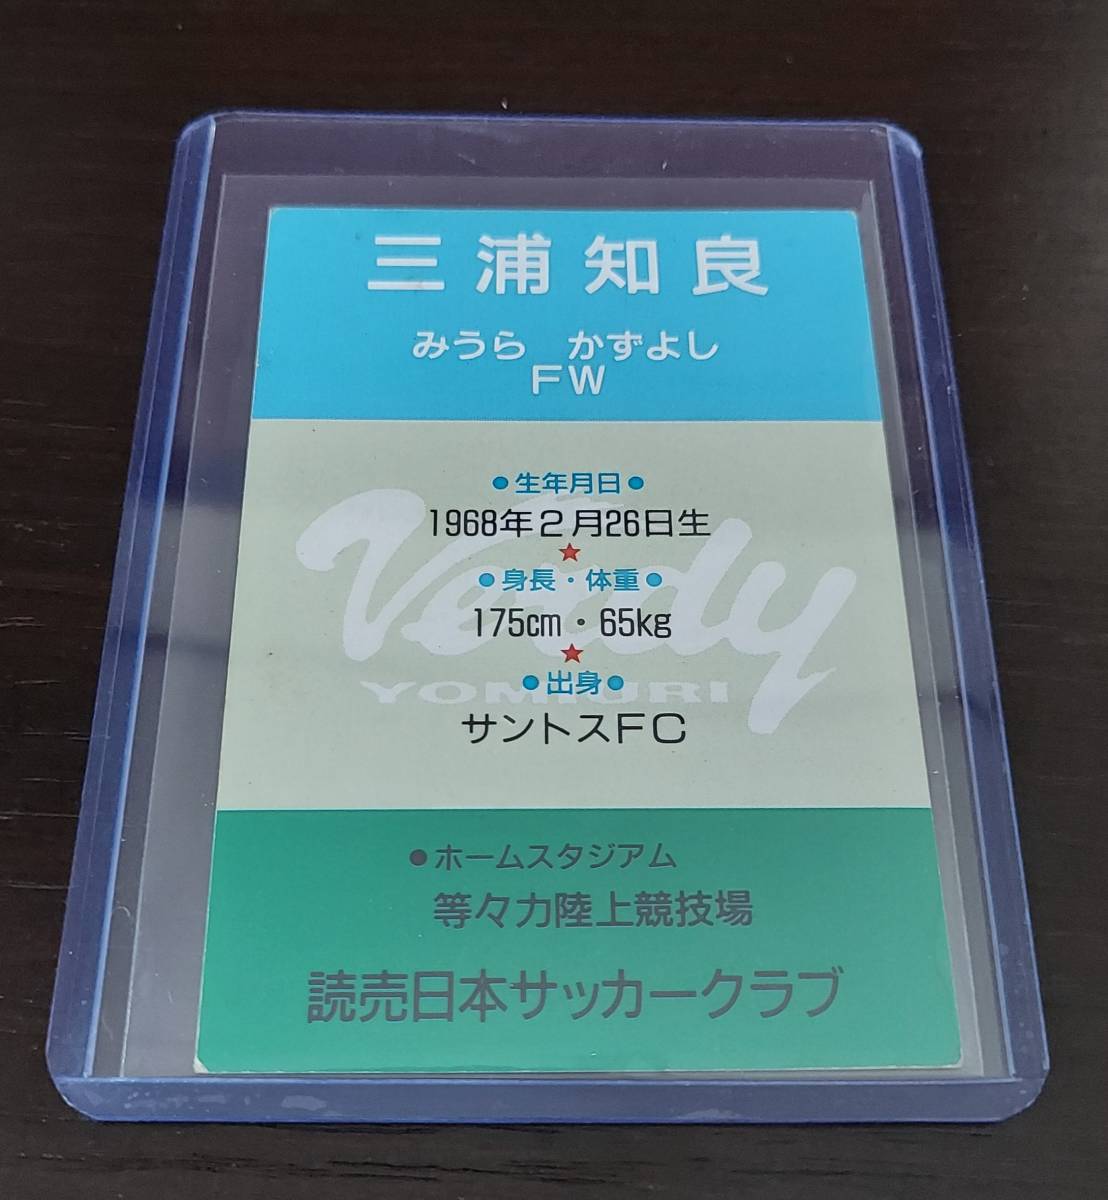 三浦知良
みうら　かずよし
FW
●生年月日●
1968年2月26日生
★
●身長・体重●
175cm・65kg
★
●出身●
サントスFC
Verdy
YOMIURI
●ホームスタジアム
等々力陸上競技場
読売日本サッカークラブ